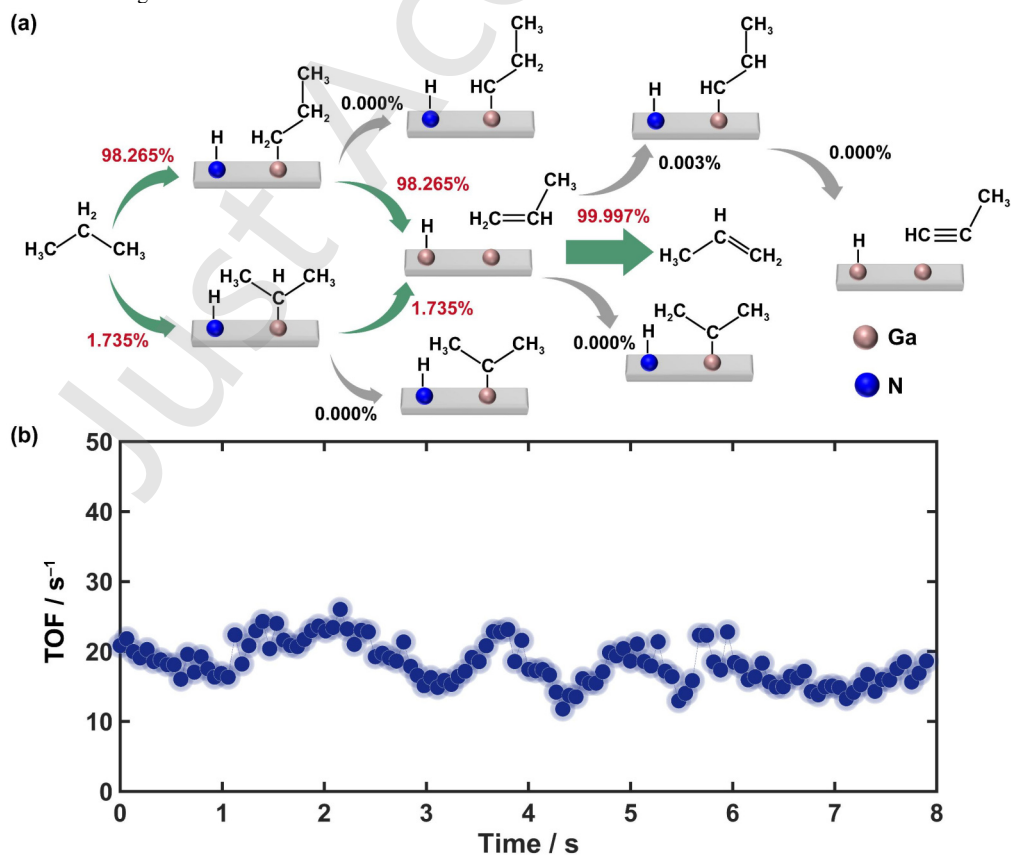 (a)
CH₃
CH₂
H
HC
0.000%
CH₃
CH₂
H
H₂C
98.265%
CH₃
CH
H
HC
0.003%
0.000%
98.265%
H₂
C
H₃C
CH₃
CH₃
H₂C
CH
H
99.997%
H
C
H₃C
CH₂
CH₃
HC
C
H
H₃C
H
CH₃
C
H
1.735%
1.735%
0.000%
H₃C
CH₃
C
H
0.000%
H₂C
CH₃
C
H
Ga
N
(b)
50
40
30
20
10
0
TOF / s⁻¹
0 1 2 3 4 5 6 7 8
Time / s
Just Ac